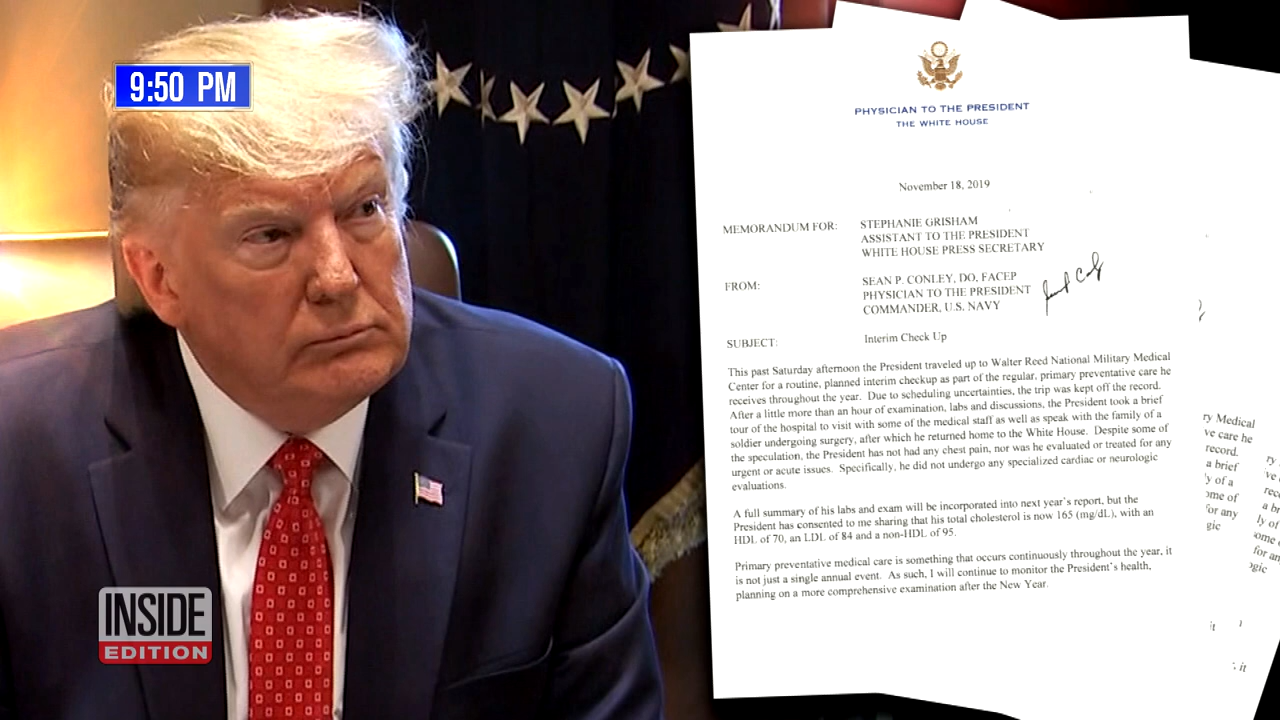 9:50 PM
INSIDE
EDITION
PHYSICIAN TO THE PRESIDENT
THE WHITE HOUSE
November 18, 2019
MEMORANDUM FOR: STEPHANIE GRISHAM
ASSISTANT TO THE PRESIDENT
WHITE HOUSE PRESS SECRETARY
FROM: SEAN P. CONLEY, DO, FACEP
PHYSICIAN TO THE PRESIDENT
COMMANDER, U.S. NAVY
SUBJECT: Interim Check Up
This past Saturday afternoon the President traveled up to Walter Reed National Military Medical
Center for a routine, planned interim checkup as part of the regular, primary preventative care he
receives throughout the year. Due to scheduling uncertainties, the trip was kept off the record.
After a little more than an hour of examination, labs and discussions, the President took a brief
tour of the hospital to visit with some of the medical staff as well as speak with the family of a
soldier undergoing surgery, after which he returned home to the White House. Despite some of
the speculation, the President has not had any chest pain, nor was he evaluated or treated for any
urgent or acute issues. Specifically, he did not undergo any specialized cardiac or neurologic
evaluations.
A full summary of his labs and exam will be incorporated into next year's report, but the
President has consented to me sharing that his total cholesterol is now 165 (mg/dL), with an
HDL of 70, an LDL of 84 and a non-HDL of 95.
Primary preventative medical care is something that occurs continuously throughout the year, it
is not just a single annual event. As such, I will continue to monitor the President's health,
planning on a more comprehensive examination after the New Year.
Medical
care he
record.
a brief
of a
for any
it
it